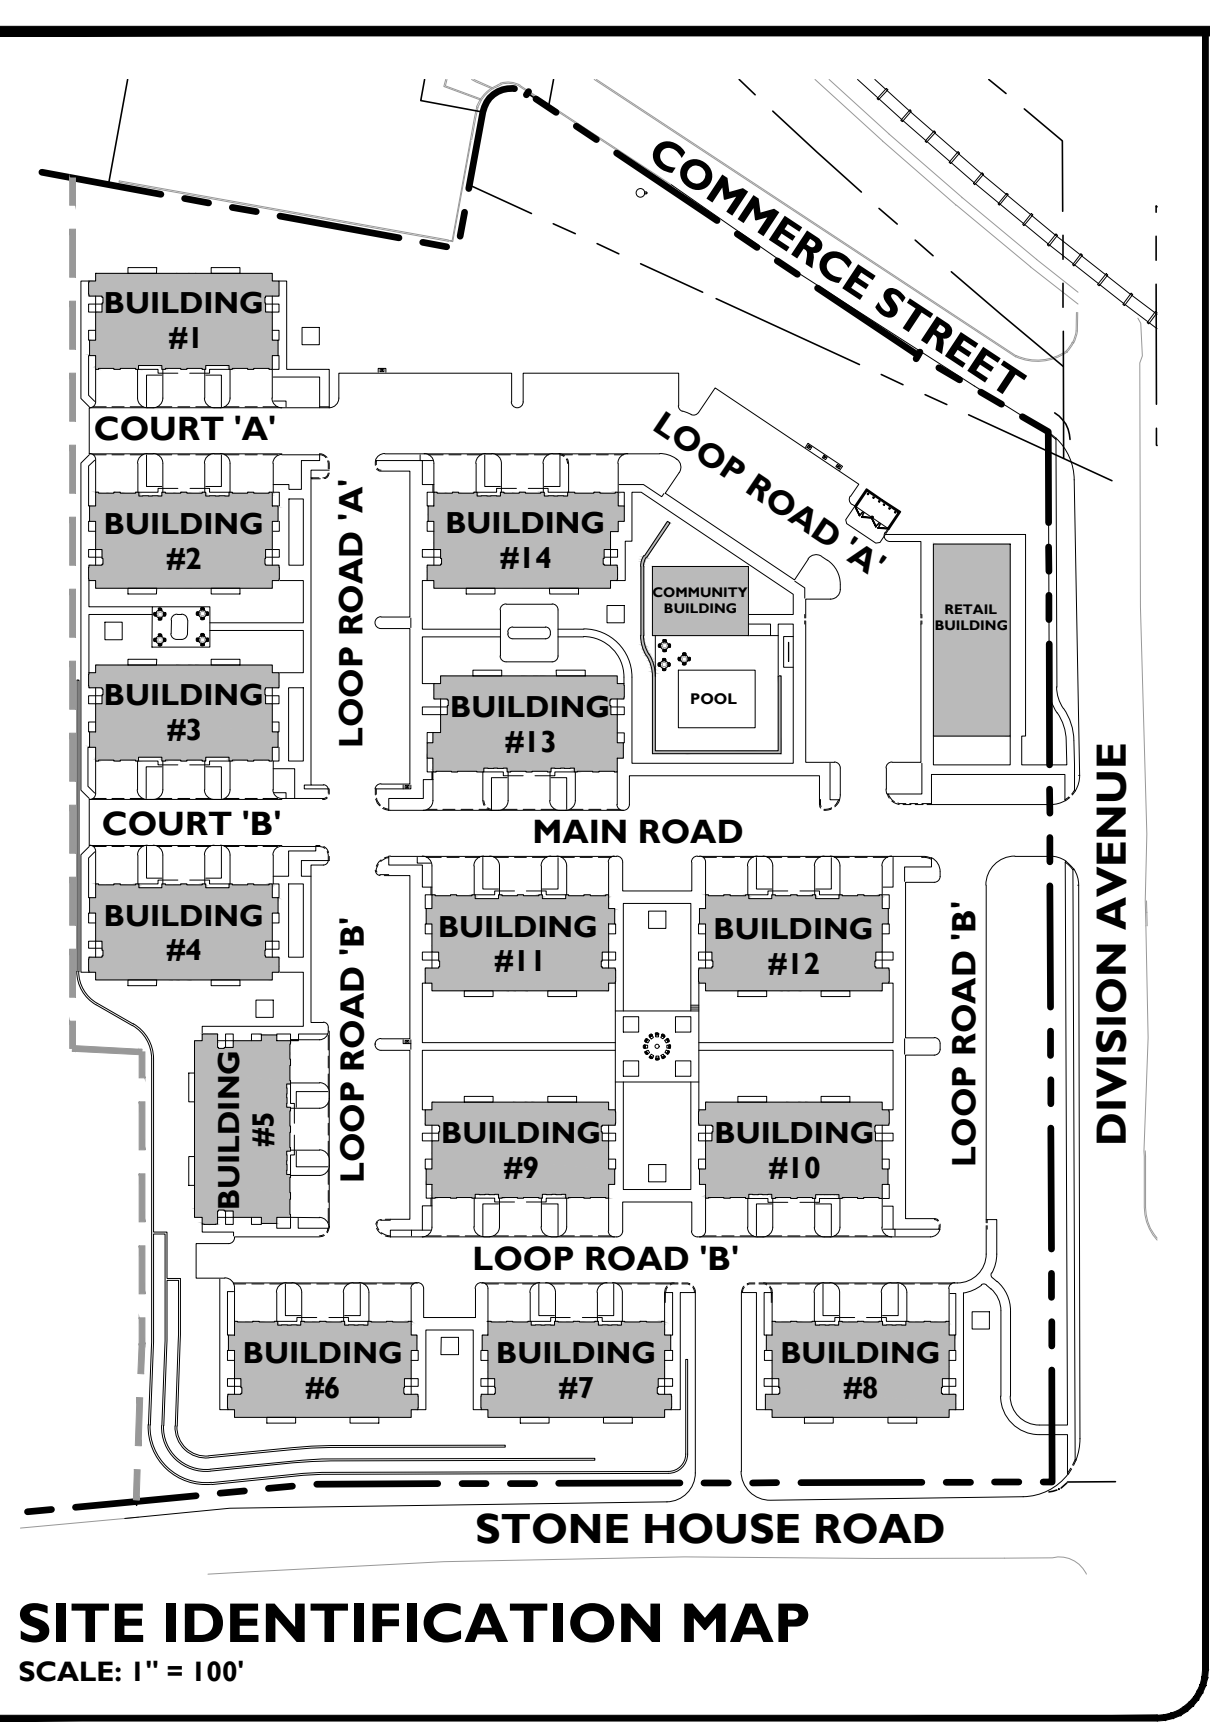 COMMERCE STREET
BUILDING
#1
COURT 'A'
LOOP ROAD 'A'
BUILDING
#2
LOOP ROAD 'A'
BUILDING
#14
COMMUNITY
BUILDING
RETAIL
BUILDING
BUILDING
#3
BUILDING
#13
POOL
COURT 'B'
MAIN ROAD
DIVISION AVENUE
BUILDING
#4
LOOP ROAD 'B'
BUILDING
#11
BUILDING
#12
LOOP ROAD 'B'
BUILDING
#5
BUILDING
#9
BUILDING
#10
LOOP ROAD 'B'
BUILDING
#6
BUILDING
#7
BUILDING
#8
STONE HOUSE ROAD
SITE IDENTIFICATION MAP
SCALE: 1" = 100'